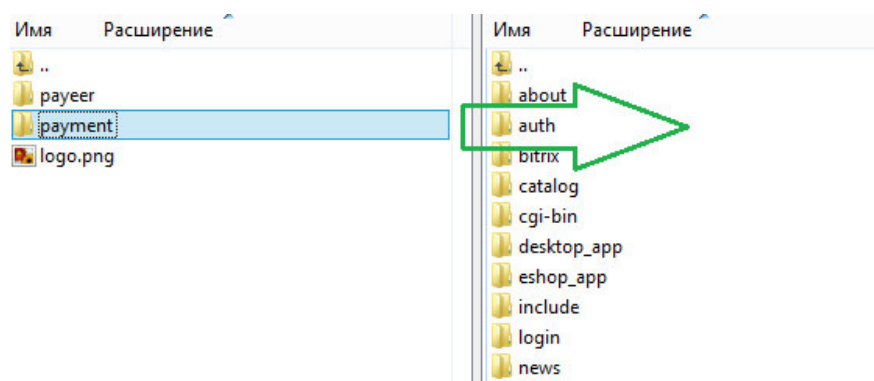 Имя Расширение
..
payeer
payment
logo.png
Имя Расширение
..
about
auth
bitrix
catalog
cgi-bin
desktop_app
eshop_app
include
login
news